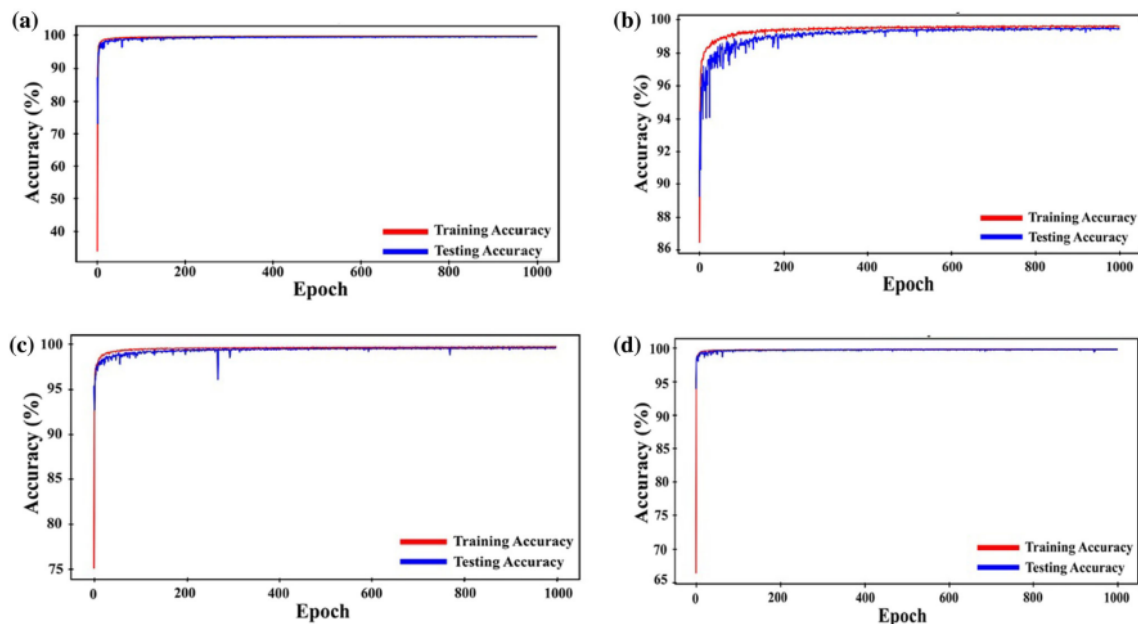 (a)
100
90
80
70
60
50
40
Accuracy (%)
Training Accuracy
Testing Accuracy
0 200 400 600 800 1000
Epoch
(b)
100
98
96
94
92
90
88
86
Accuracy (%)
Training Accuracy
Testing Accuracy
0 200 400 600 800 1000
Epoch
(c)
100
95
90
85
80
75
Accuracy (%)
Training Accuracy
Testing Accuracy
0 200 400 600 800 1000
Epoch
(d)
100
95
90
85
80
75
70
65
Accuracy (%)
Training Accuracy
Testing Accuracy
0 200 400 600 800 1000
Epoch